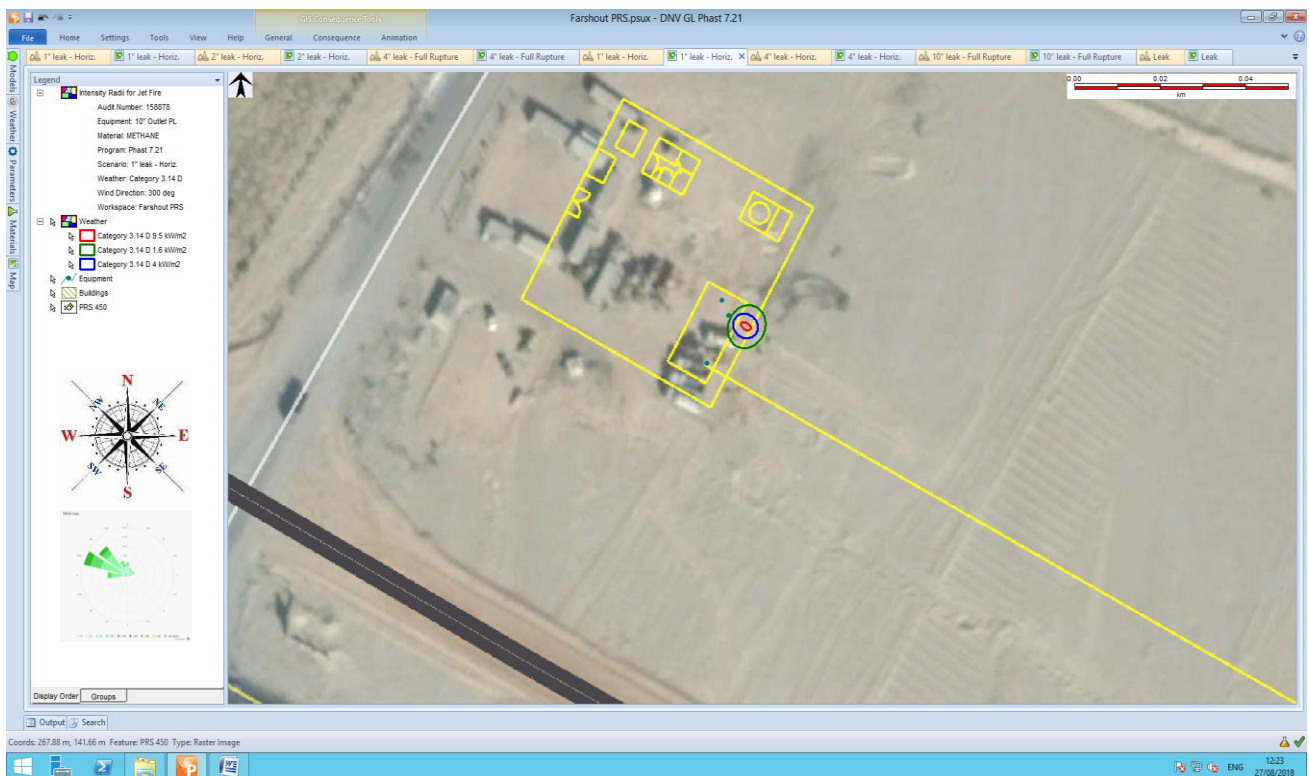 Farshout PRS.psux - DNV GL Phast 7.21
GIS Consequence Tools
File Home Settings Tools View Help General Consequence Animation
1" leak - Horiz. 1" leak - Horiz. 2" leak - Horiz. 2" leak - Horiz. 4" leak - Full Rupture 4" leak - Full Rupture 1" leak - Horiz. 1" leak - Horiz. 4" leak - Horiz. 4" leak - Horiz. 10" leak - Full Rupture 10" leak - Full Rupture Leak Leak
Models
Weather
Parameters
Materials
Map
Legend
Intensity Radii for Jet Fire
Audit Number: 158878
Equipment: 10" Outlet PL
Material: METHANE
Program: Phast 7.21
Scenario: 1" leak - Horiz.
Weather: Category 3.14 D
Wind Direction: 300 deg
Workspace: Farshout PRS
Weather
Category 3.14 D 9.5 kW/m2
Category 3.14 D 1.6 kW/m2
Category 3.14 D 4 kW/m2
Equipment
Buildings
PRS 450
0.00 0.02 0.04
km
N
NW NE
W E
SW SE
S
Display Order Groups
Output Search
Coords: 267.88 m, 141.66 m Feature: PRS 450 Type: Raster Image
ENG
12:23
27/08/2018